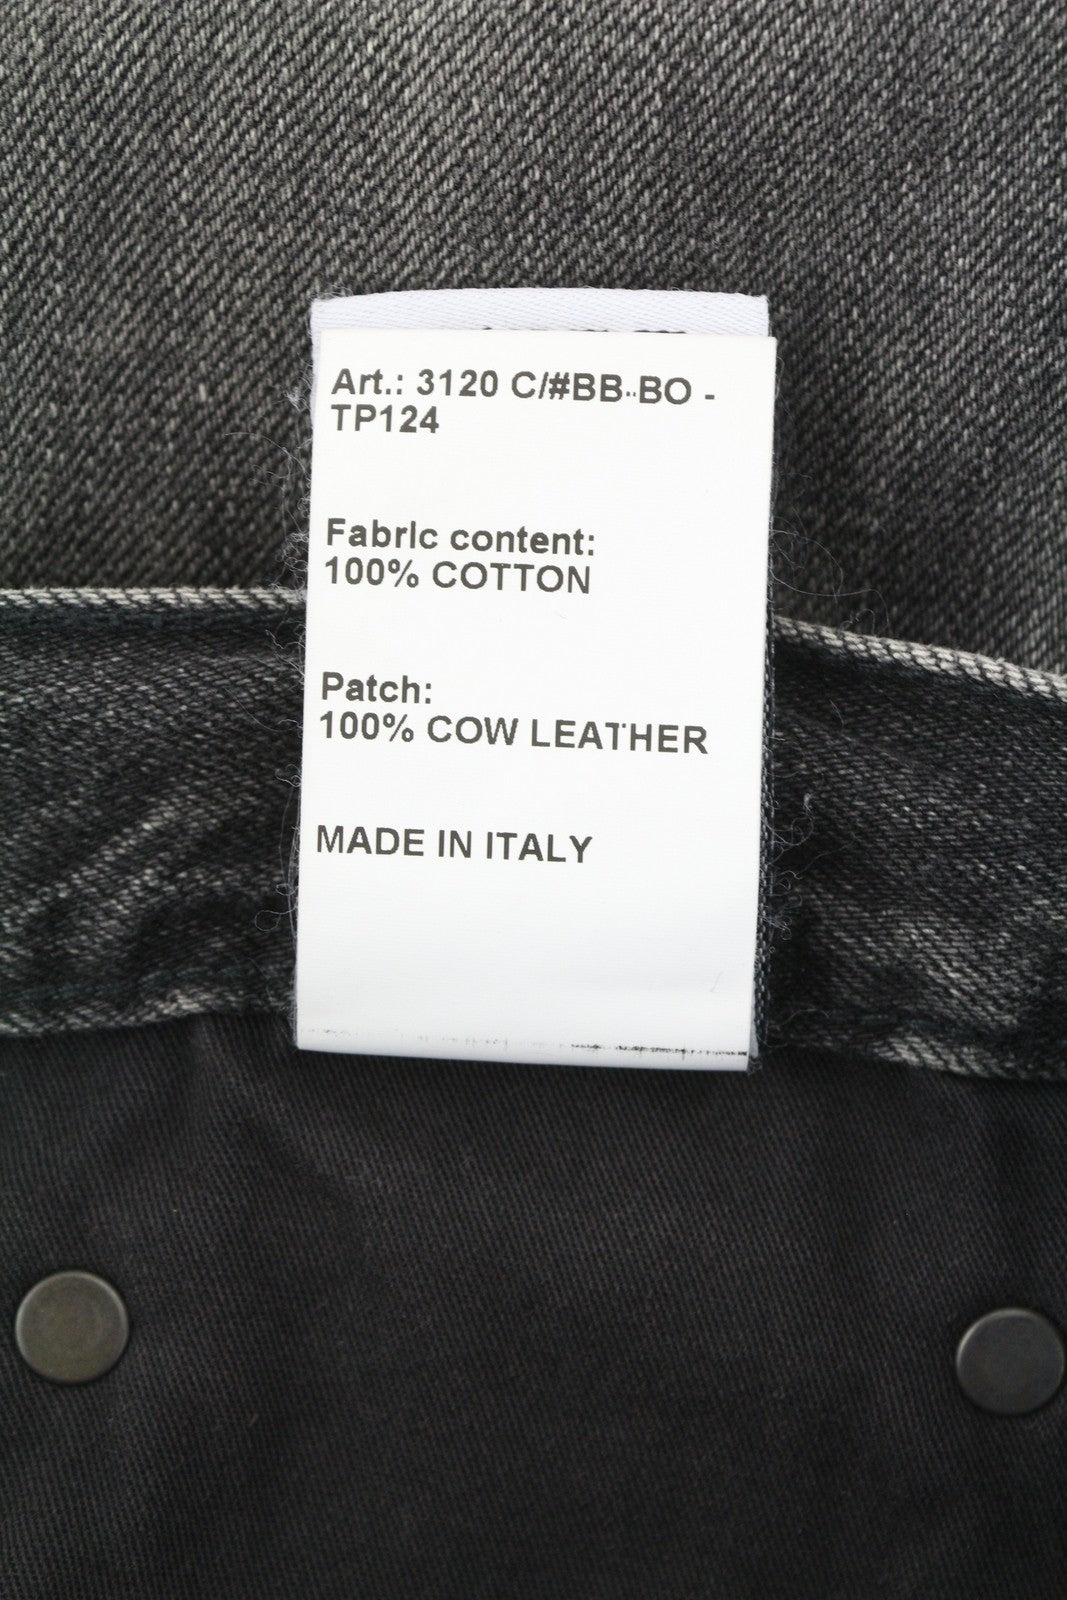 Art.: 3120 C/#BB-BO -
TP124
Fabric content:
100% COTTON
Patch:
100% COW LEATHER
MADE IN ITALY